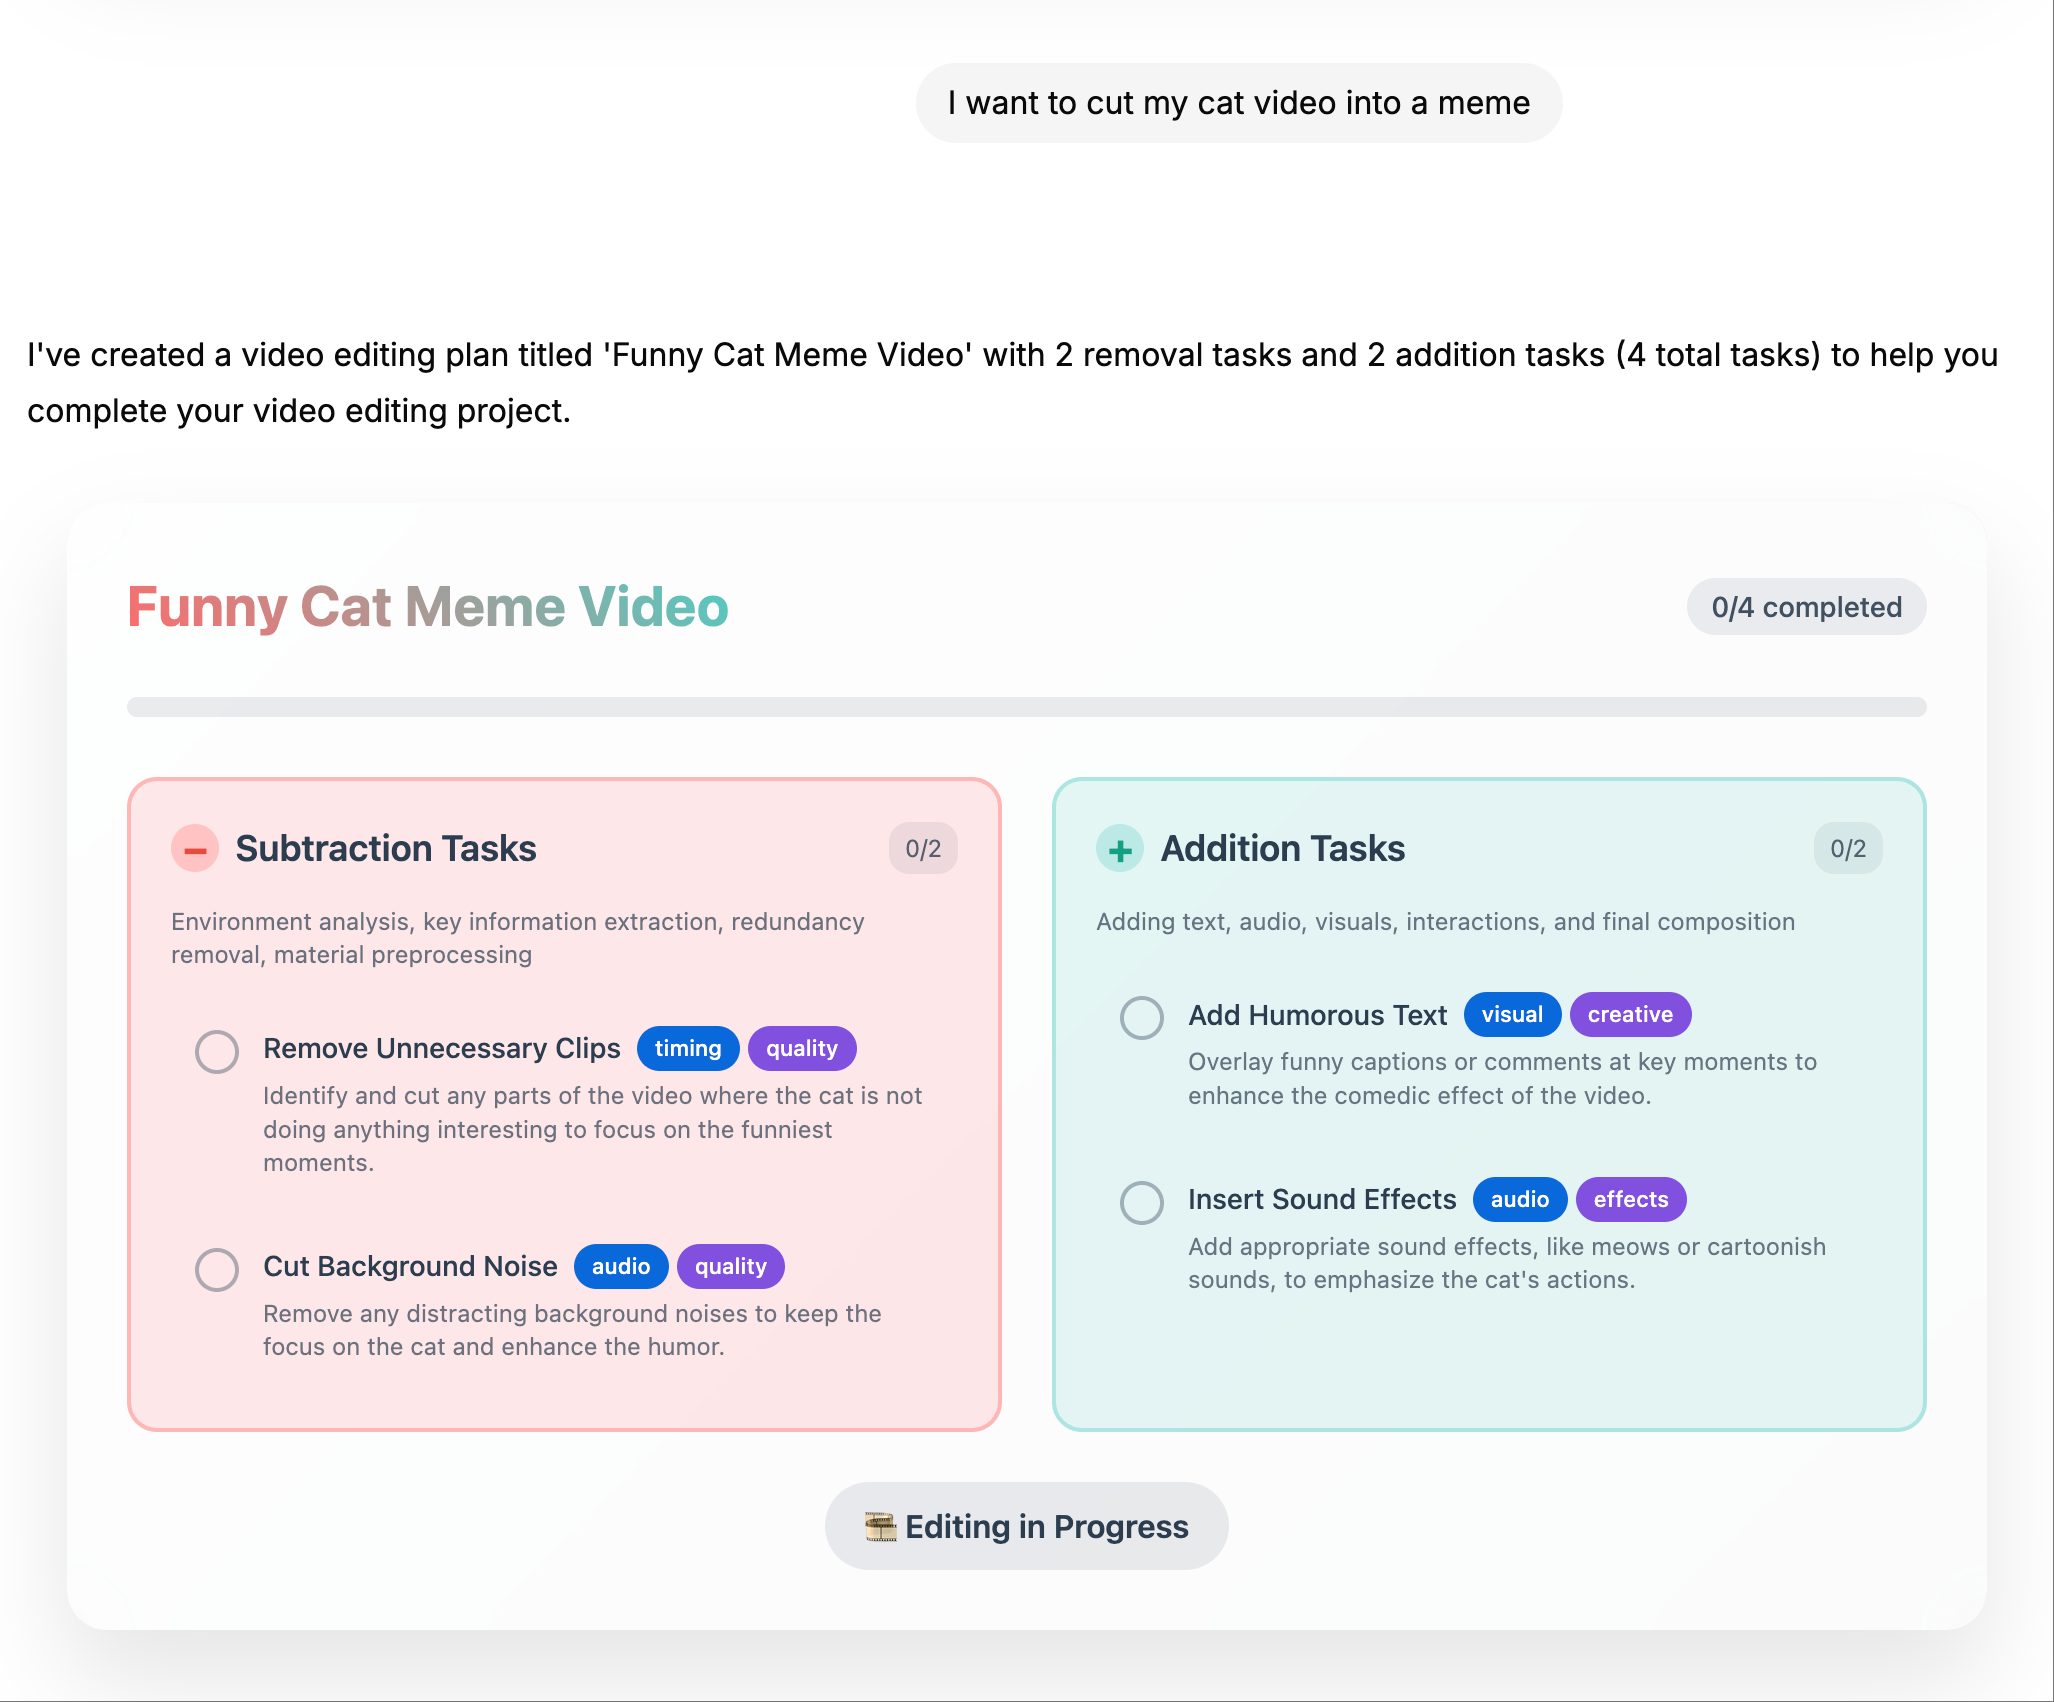 I want to cut my cat video into a meme
I've created a video editing plan titled 'Funny Cat Meme Video' with 2 removal tasks and 2 addition tasks (4 total tasks) to help you
complete your video editing project.
Funny Cat Meme Video
0/4 completed
Subtraction Tasks
0/2
Environment analysis, key information extraction, redundancy
removal, material preprocessing
Remove Unnecessary Clips timing quality
Identify and cut any parts of the video where the cat is not
doing anything interesting to focus on the funniest
moments.
Cut Background Noise audio quality
Remove any distracting background noises to keep the
focus on the cat and enhance the humor.
Addition Tasks
0/2
Adding text, audio, visuals, interactions, and final composition
Add Humorous Text visual creative
Overlay funny captions or comments at key moments to
enhance the comedic effect of the video.
Insert Sound Effects audio effects
Add appropriate sound effects, like meows or cartoonish
sounds, to emphasize the cat's actions.
Editing in Progress